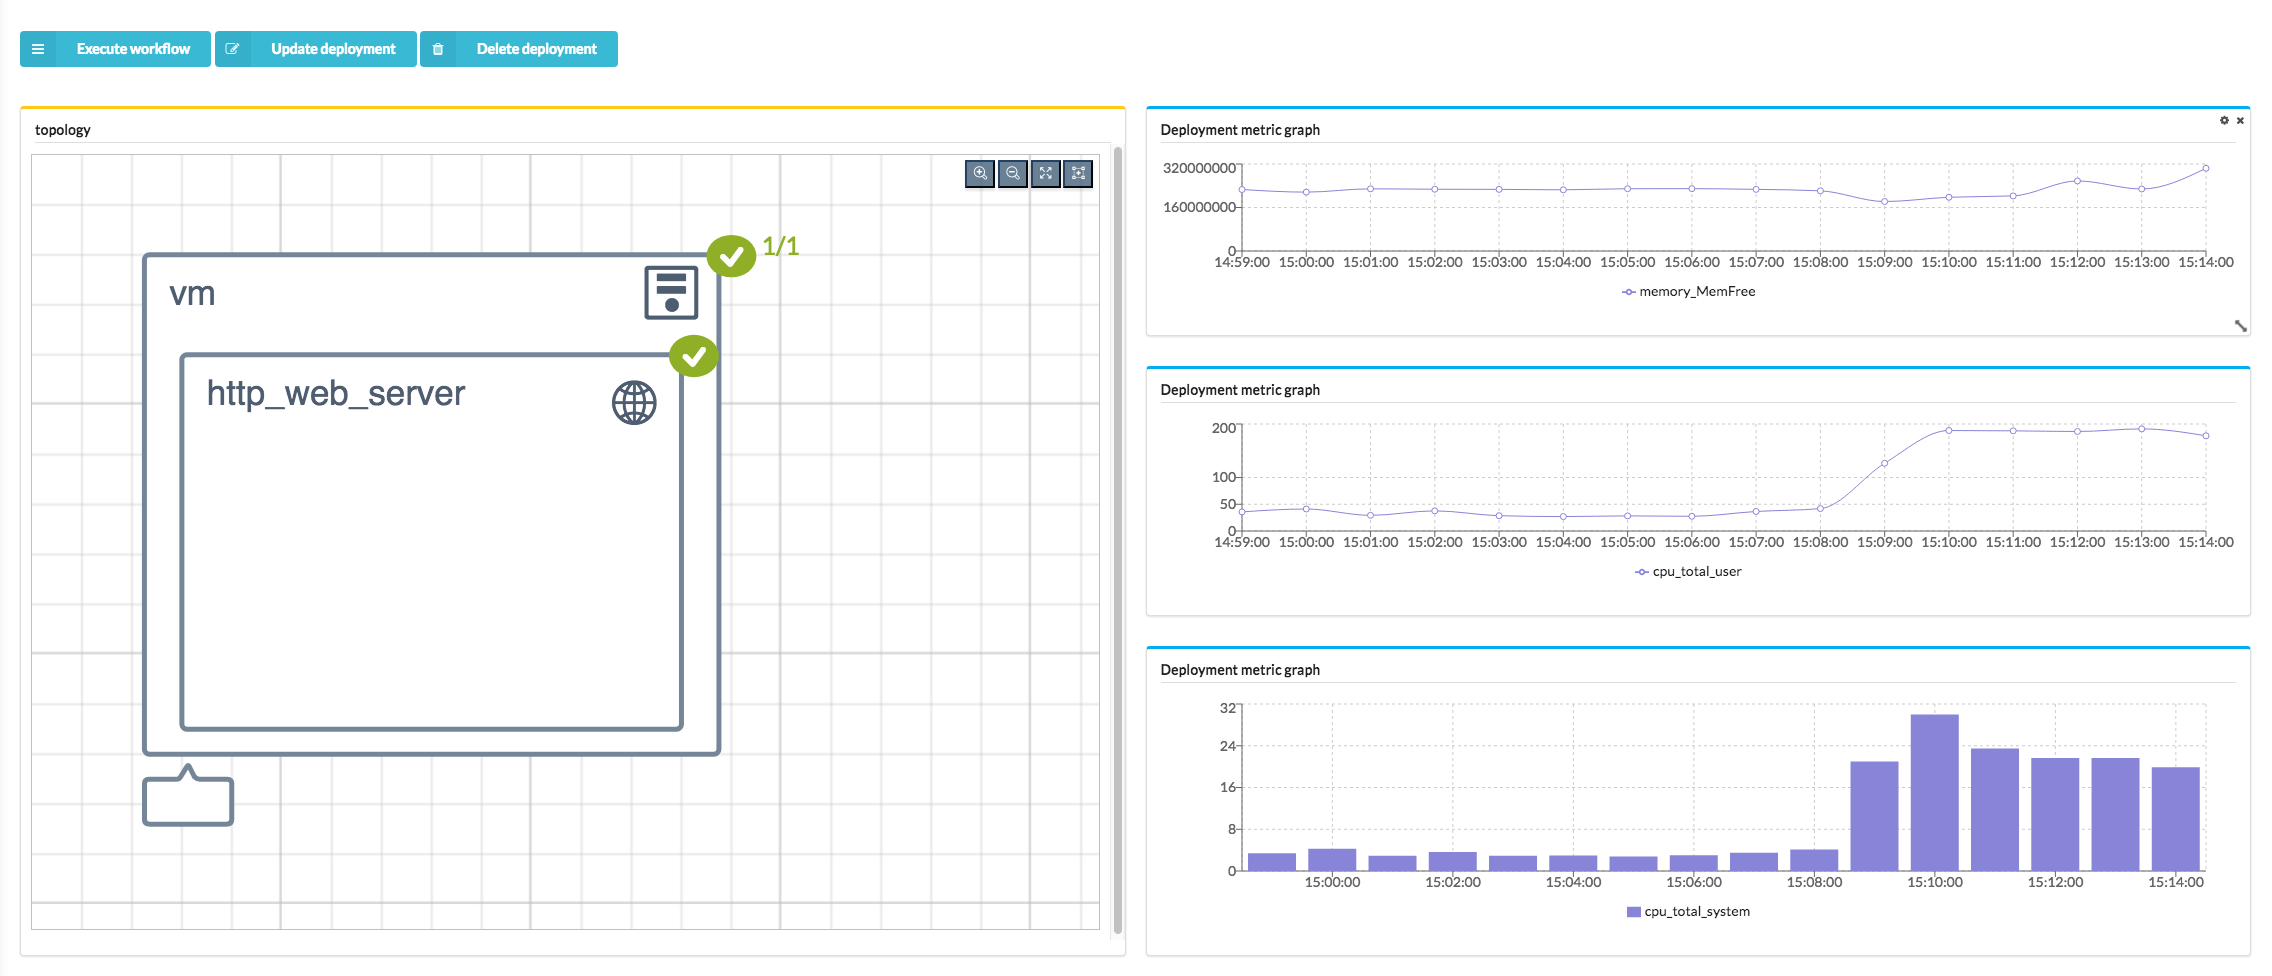 Execute workflow
Update deployment
Delete deployment
topology
1/1
vm
http_web_server
Deployment metric graph
320000000
160000000
0
14:59:00 15:00:00 15:01:00 15:02:00 15:03:00 15:04:00 15:05:00 15:06:00 15:07:00 15:08:00 15:09:00 15:10:00 15:11:00 15:12:00 15:13:00 15:14:00
memory_MemFree
Deployment metric graph
200
100
50
0
14:59:00 15:00:00 15:01:00 15:02:00 15:03:00 15:04:00 15:05:00 15:06:00 15:07:00 15:08:00 15:09:00 15:10:00 15:11:00 15:12:00 15:13:00 15:14:00
cpu_total_user
Deployment metric graph
32
24
16
8
0
15:00:00 15:02:00 15:04:00 15:06:00 15:08:00 15:10:00 15:12:00 15:14:00
cpu_total_system